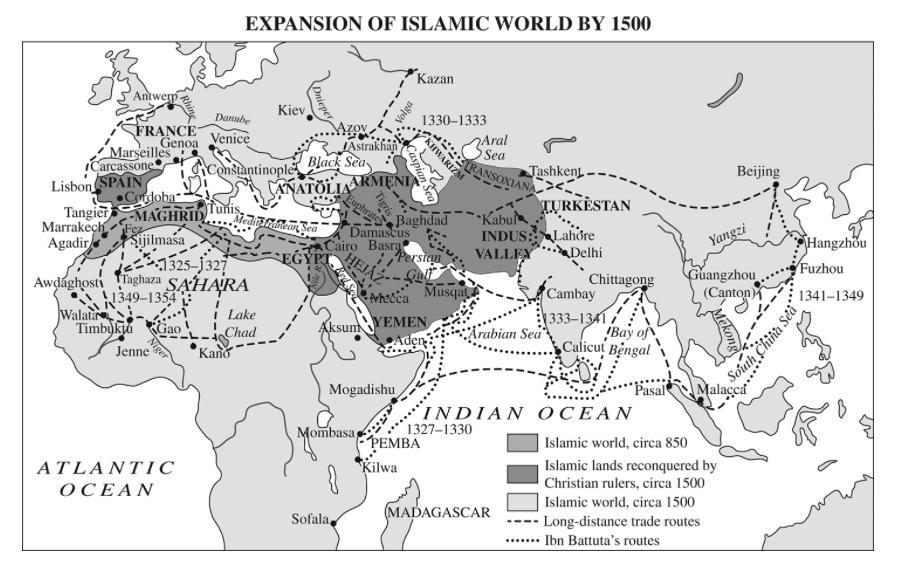 EXPANSION OF ISLAMIC WORLD BY 1500
Kazan
Antwerp
Rhine
Kiev
Dnieper
Volga
1330–1333
Danube
Azov
FRANCE
Genoa
Venice
Astrakhan
KHWARIZM
Aral
Sea
Marseilles
Carcassonne
Constantinople
Black Sea
Caspian Sea
TRANSOXIANA
Tashkent
Beijing
Lisbon
SPAIN
Cordoba
ANATOLIA
ARMENIA
Tangier
MAGHRID
Tunis
Mediterranean Sea
Euphrates
Tigris
Baghdad
Kabul
TURKESTAN
Marrakech
Fez
Damascus
Yangzi
Agadir
Sijilmasa
Cairo
Basra
INDUS
VALLEY
Lahore
Delhi
Hangzhou
EGYPT
HEJAZ
Persian
Gulf
1325–1327
Taghaza
SAHARA
Nile R.
Red Sea
Guangzhou
(Canton)
Fuzhou
Awdaghost
1349–1354
Mecca
Musqat
Cambay
Chittagong
1341–1349
Walata
Timbuktu
Gao
Lake
Chad
YEMEN
1333–1341
Mekong
South China Sea
Jenne
Niger
Kano
Aksum
Aden
Arabian Sea
Calicut
Bay of
Bengal
Mogadishu
Pasal
Malacca
INDIAN OCEAN
1327–1330
Mombasa
PEMBA
Kilwa
ATLANTIC
OCEAN
Sofala
MADAGASCAR
Islamic world, circa 850
Islamic lands reconquered by
Christian rulers, circa 1500
Islamic world, circa 1500
Long-distance trade routes
Ibn Battuta's routes